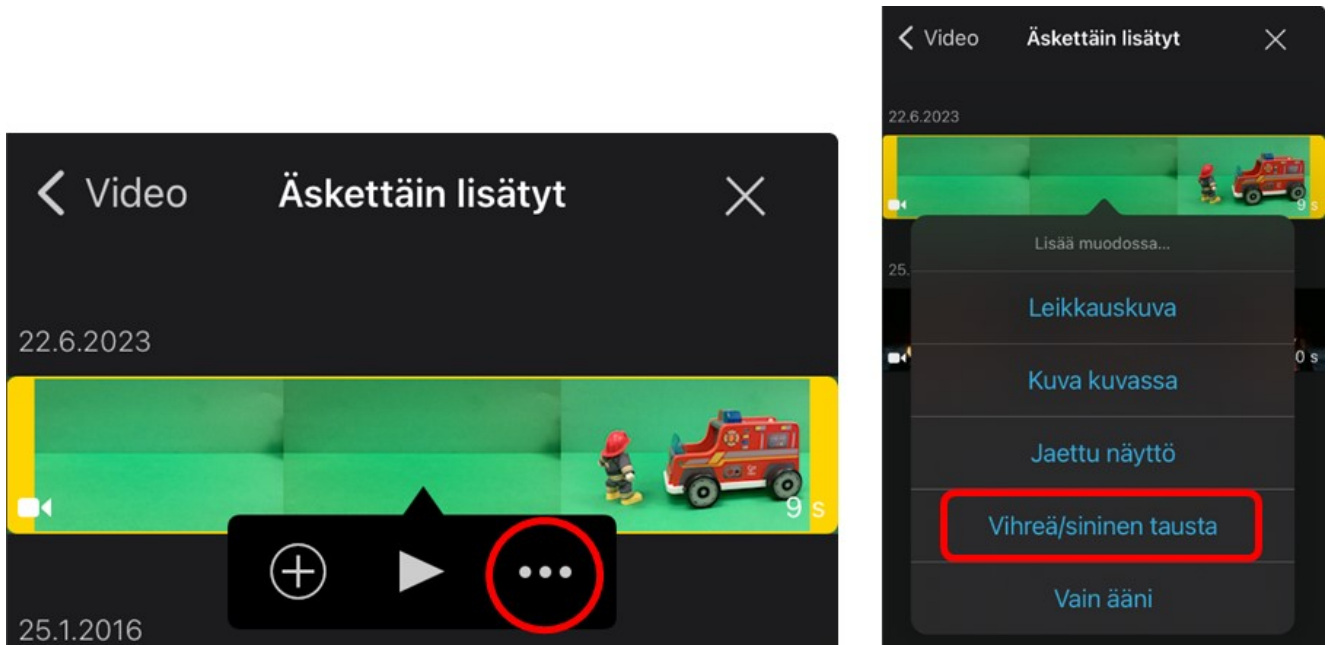 Video Äskettäin lisätyt
22.6.2023
9 s
25.1.2016
Video Äskettäin lisätyt
22.6.2023
9 s
Lisää muodossa...
25.
Leikkauskuva
0 s
Kuva kuvassa
Jaettu näyttö
Vihreä/sininen tausta
Vain ääni